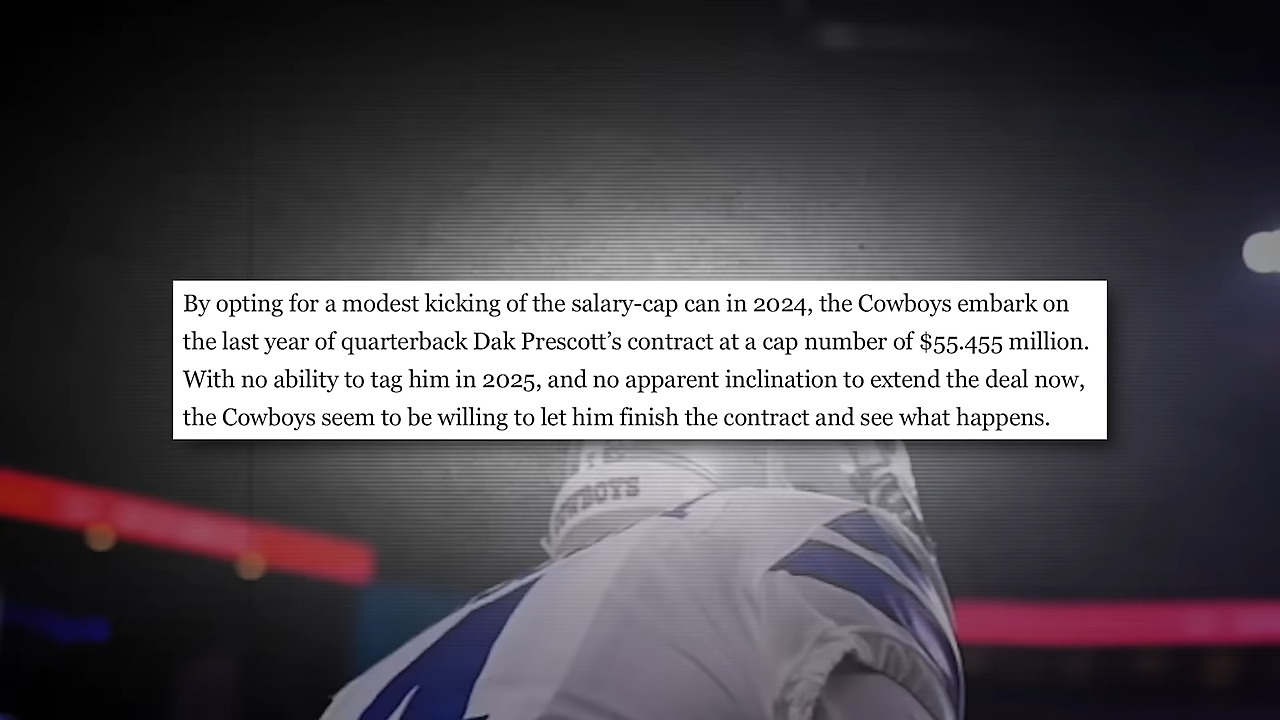 By opting for a modest kicking of the salary-cap can in 2024, the Cowboys embark on
the last year of quarterback Dak Prescott’s contract at a cap number of $55.455 million.
With no ability to tag him in 2025, and no apparent inclination to extend the deal now,
the Cowboys seem to be willing to let him finish the contract and see what happens.
COWBOYS